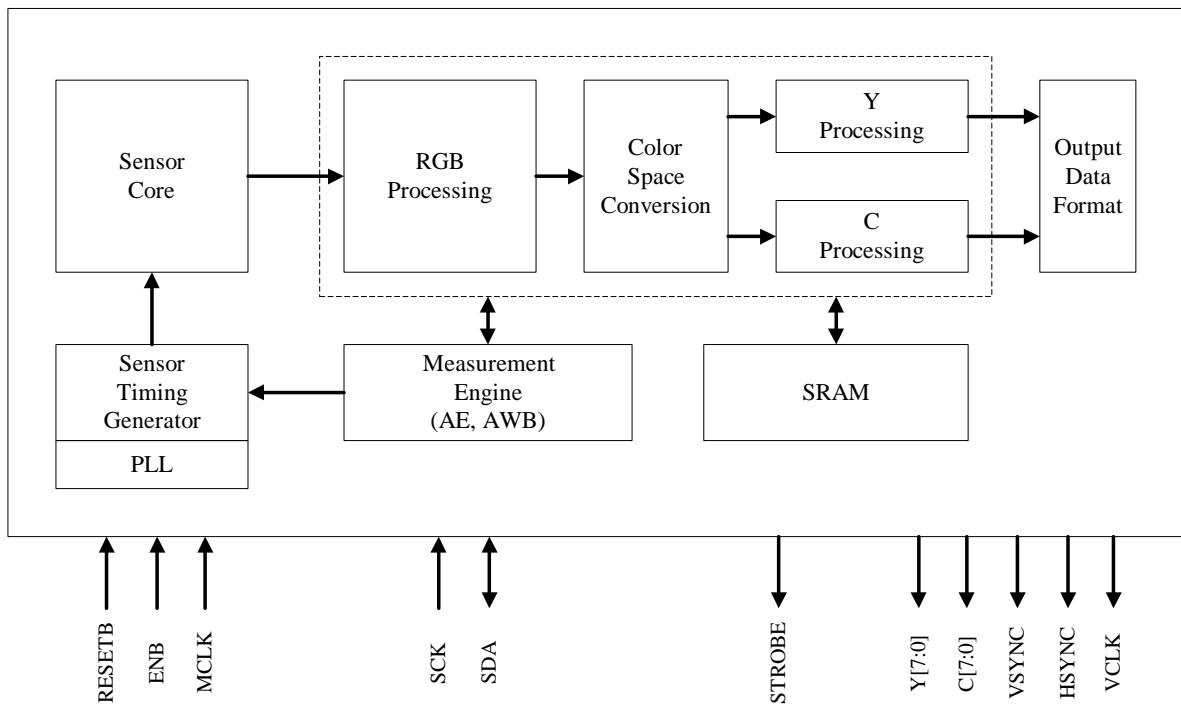 Sensor
Core
RGB
Processing
Color
Space
Conversion
Y
Processing
C
Processing
Output
Data
Format
Sensor
Timing
Generator
PLL
Measurement
Engine
(AE, AWB)
SRAM
RESETB
ENB
MCLK
SCK
SDA
STROBE
Y[7:0]
C[7:0]
VSYNC
HSYNC
VCLK